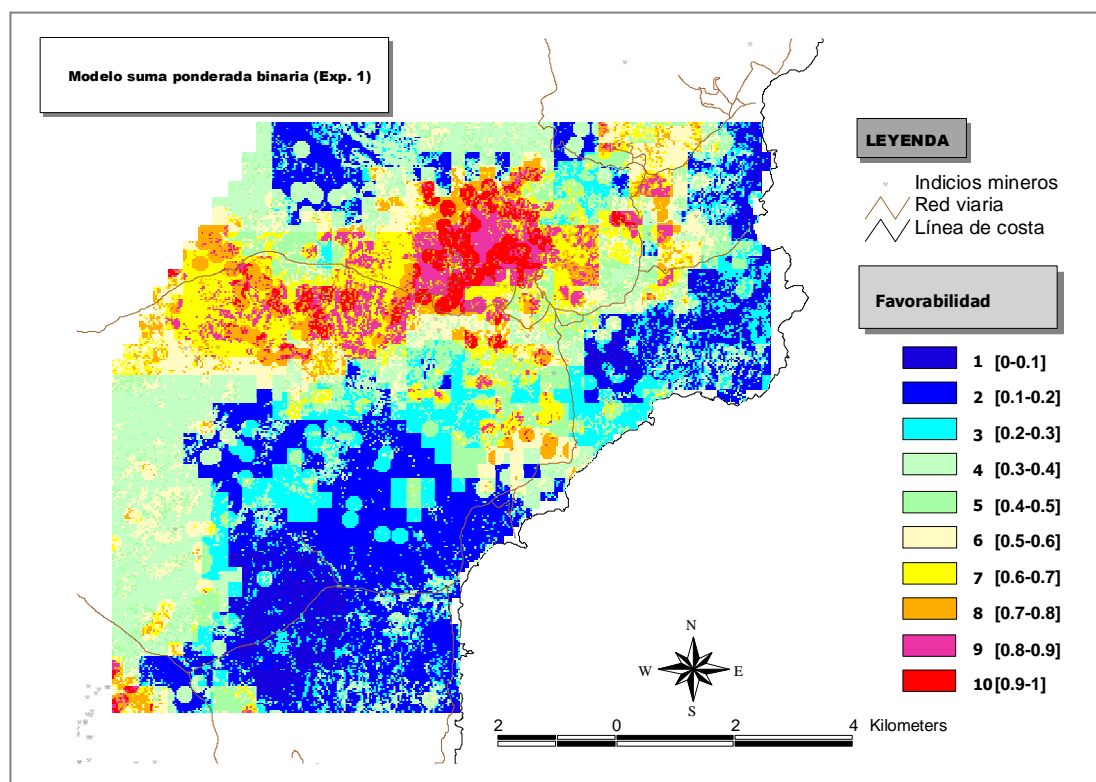 Modelo suma ponderada binaria (Exp. 1)
LEYENDA
Indicios mineros
Red viaria
Línea de costa
Favorabilidad
1 [0-0.1]
2 [0.1-0.2]
3 [0.2-0.3]
4 [0.3-0.4]
5 [0.4-0.5]
6 [0.5-0.6]
7 [0.6-0.7]
8 [0.7-0.8]
9 [0.8-0.9]
10 [0.9-1]
N
W E
S
2 0 2 4 Kilometers